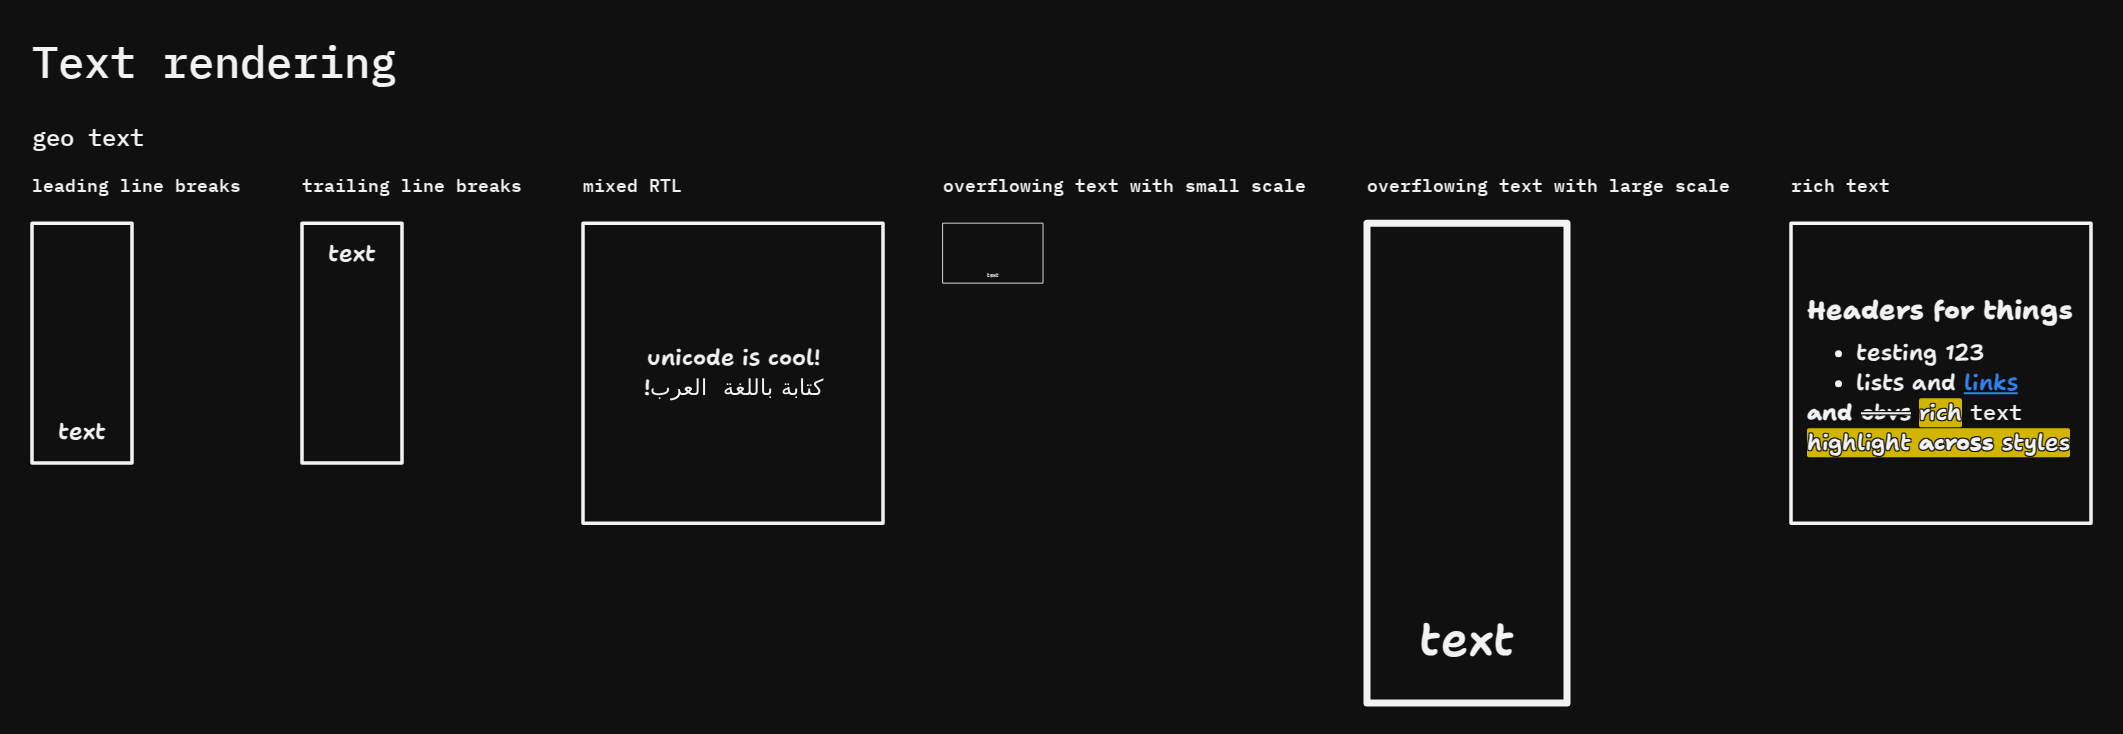 Text rendering
geo text
leading line breaks
text
trailing line breaks
text
mixed RTL
unicode is cool!
كتابة باللغة  العرب!
overflowing text with small scale
text
overflowing text with large scale
text
rich text
Headers for things
• testing 123
• lists and links
and obvs rich text
highlight across styles